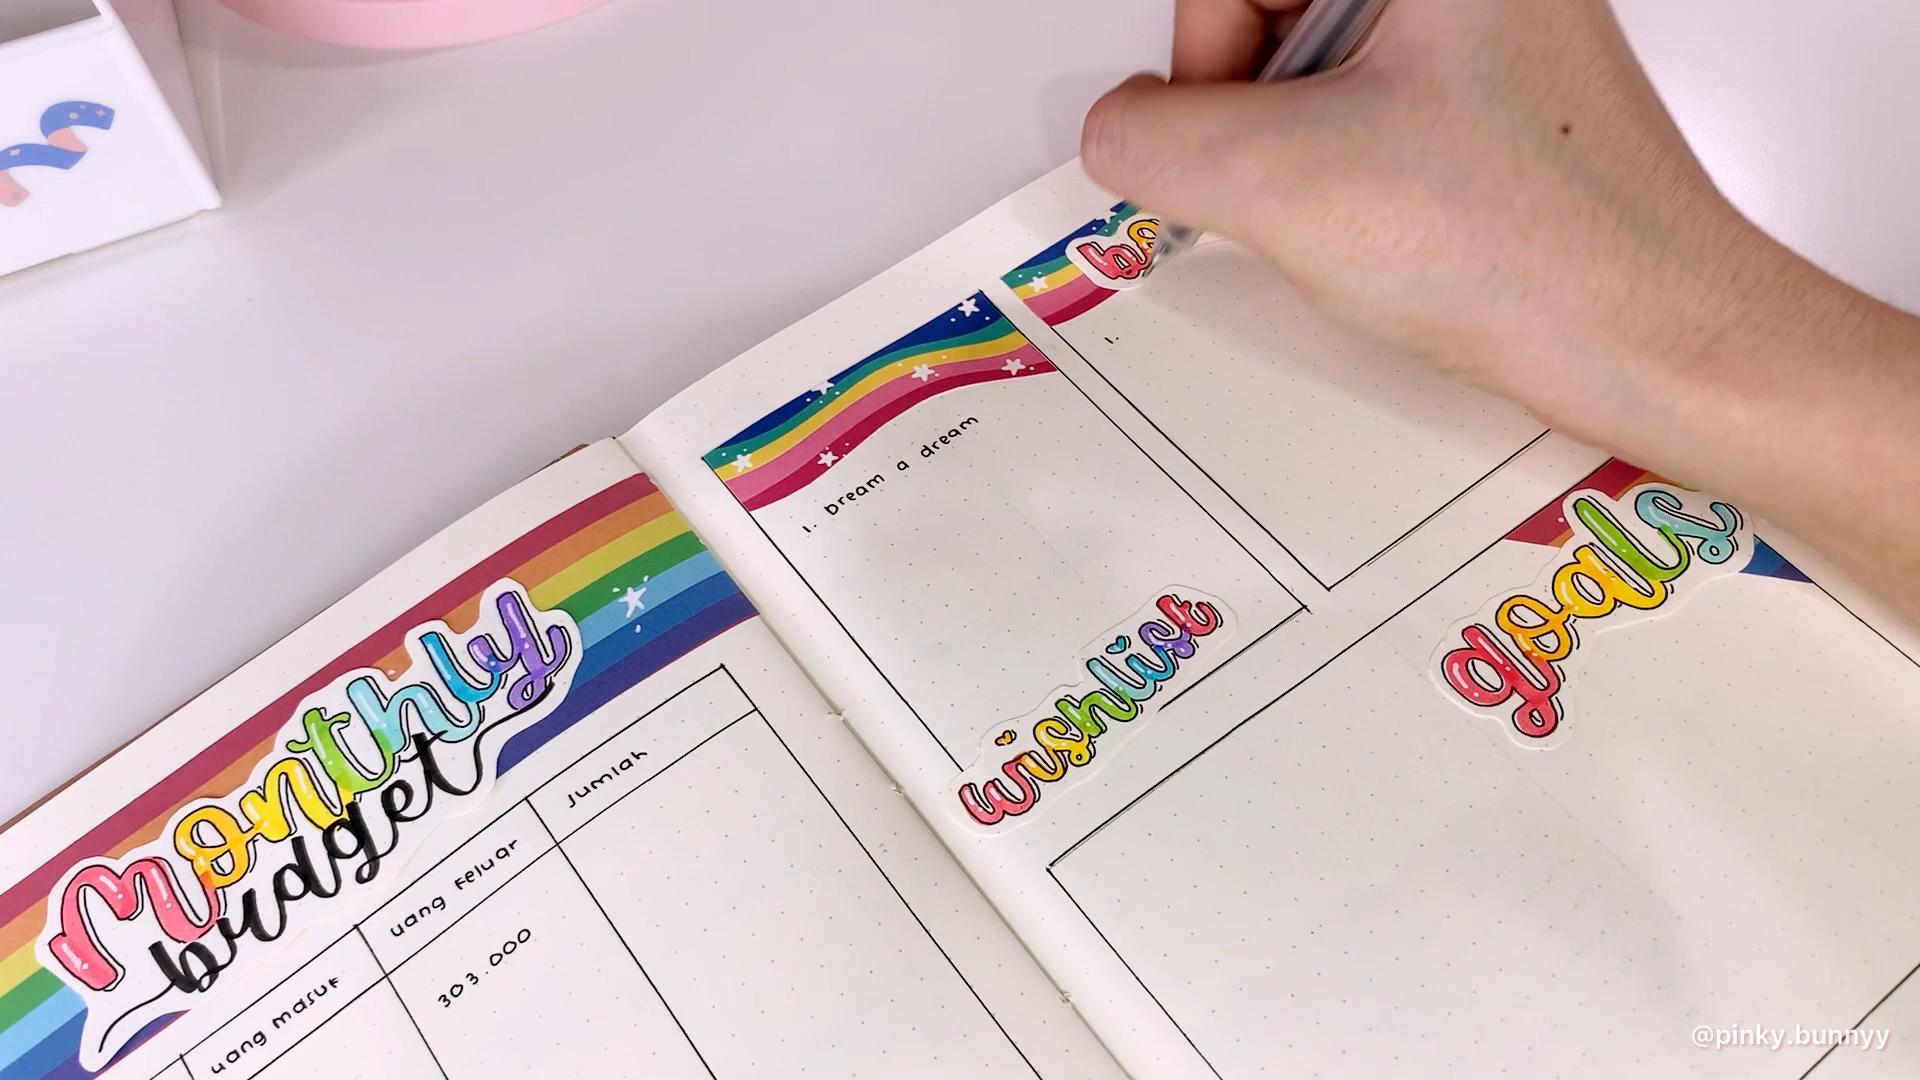 monthly
budget
uang masuk
uang keluar
jumlah
303.000
1. Dream a dream
wishlist
1.
goals
@pinky.bunnyy